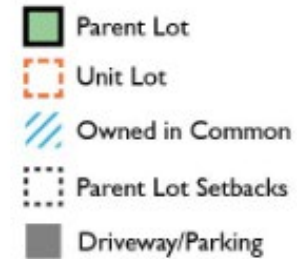 Parent Lot
Unit Lot
Owned in Common
Parent Lot Setbacks
Driveway/Parking